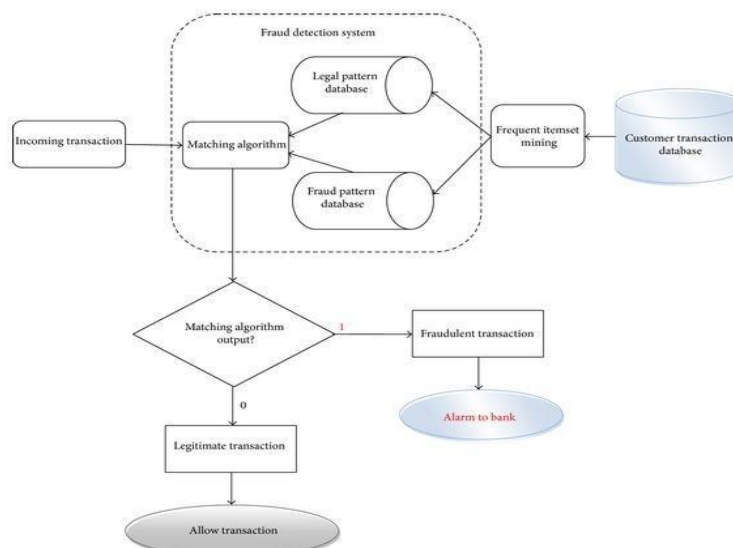 Fraud detection system
Legal pattern
database
Incoming transaction
Matching algorithm
Frequent itemset
mining
Customer transaction
database
Fraud pattern
database
Matching algorithm
output?
1
Fraudulent transaction
0
Alarm to bank
Legitimate transaction
Allow transaction